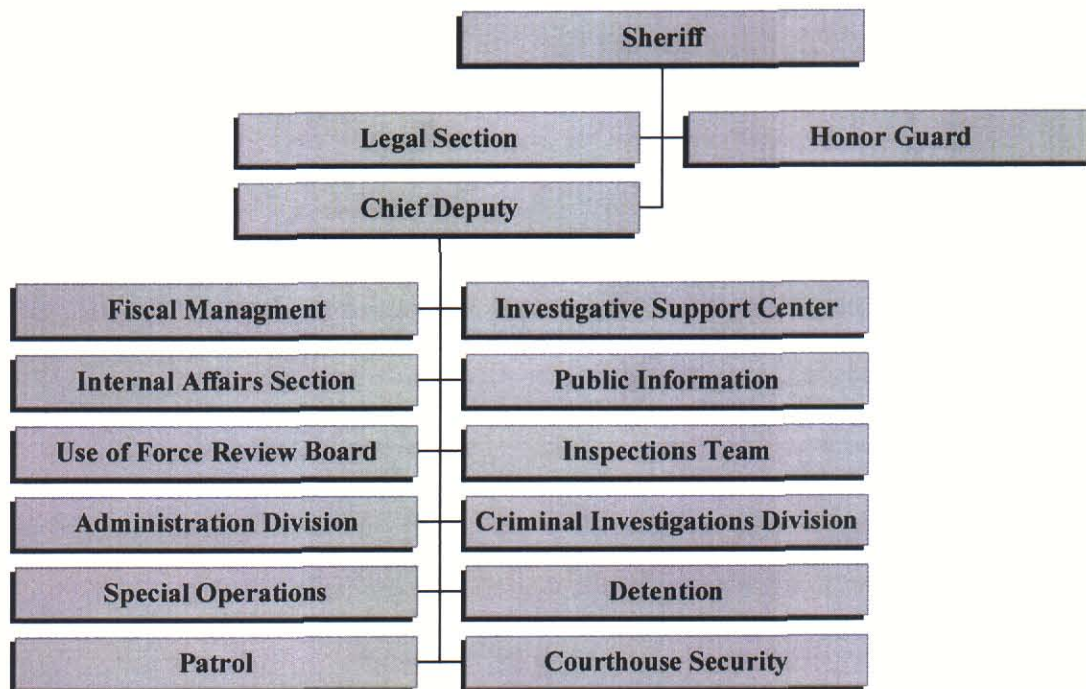 Sheriff
Legal Section
Honor Guard
Chief Deputy
Fiscal Managment
Investigative Support Center
Internal Affairs Section
Public Information
Use of Force Review Board
Inspections Team
Administration Division
Criminal Investigations Division
Special Operations
Detention
Patrol
Courthouse Security